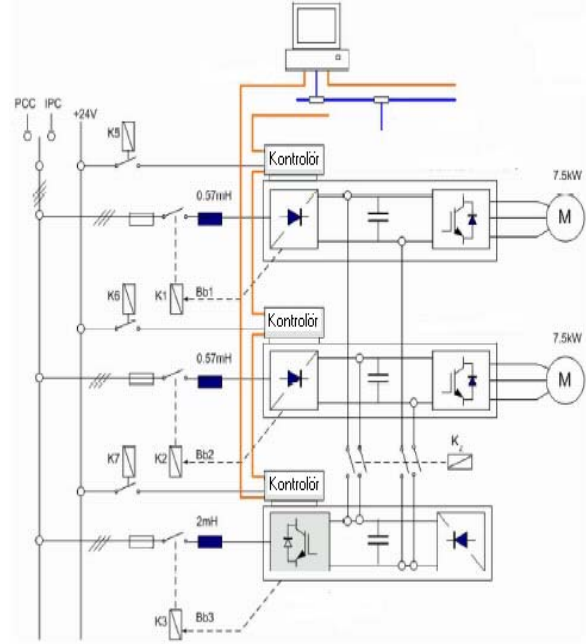 PCC IPC
+24V
K5
Kontrolör
7.5kW
0.57mH
M
K6
K1
Bb1
Kontrolör
7.5kW
0.57mH
M
K7
K2
Bb2
K
Kontrolör
2mH
K3
Bb3